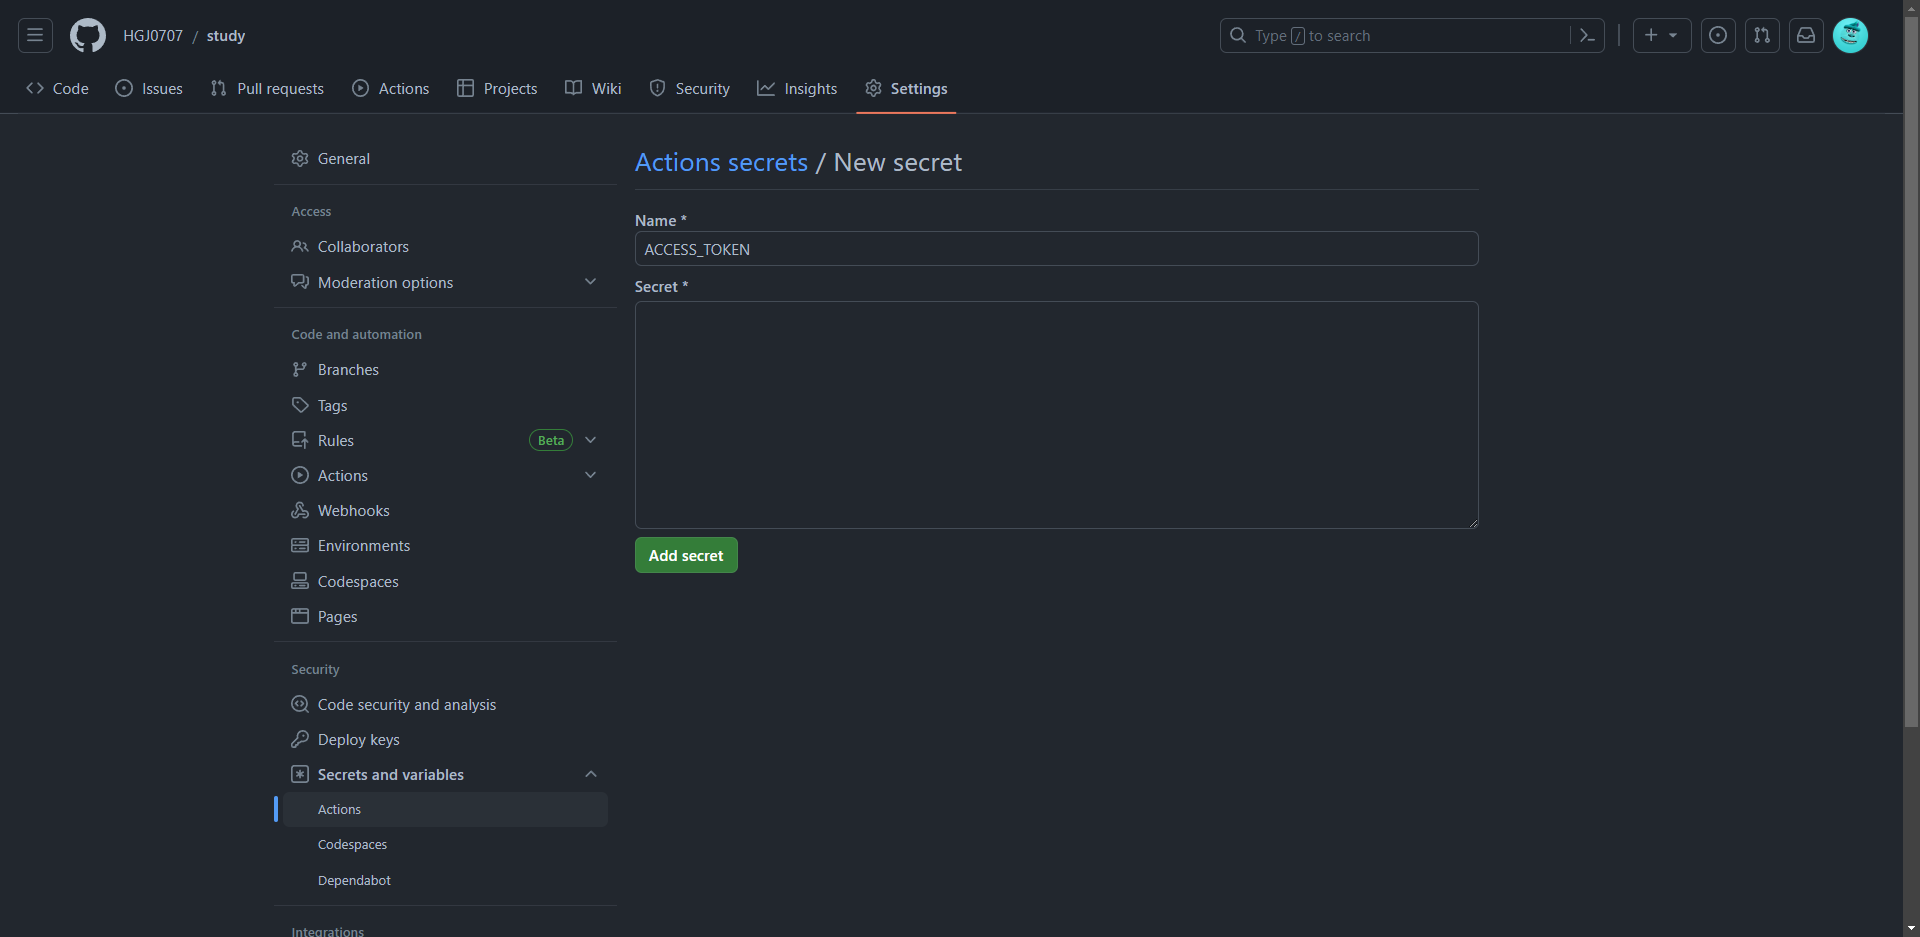 HGJ0707 / study
Type / to search
Code Issues Pull requests Actions Projects Wiki Security Insights Settings
General
Access
Collaborators
Moderation options
Code and automation
Branches
Tags
Rules Beta
Actions
Webhooks
Environments
Codespaces
Pages
Security
Code security and analysis
Deploy keys
Secrets and variables
Actions
Codespaces
Dependabot
Integrations
Actions secrets / New secret
Name *
ACCESS_TOKEN
Secret *
Add secret